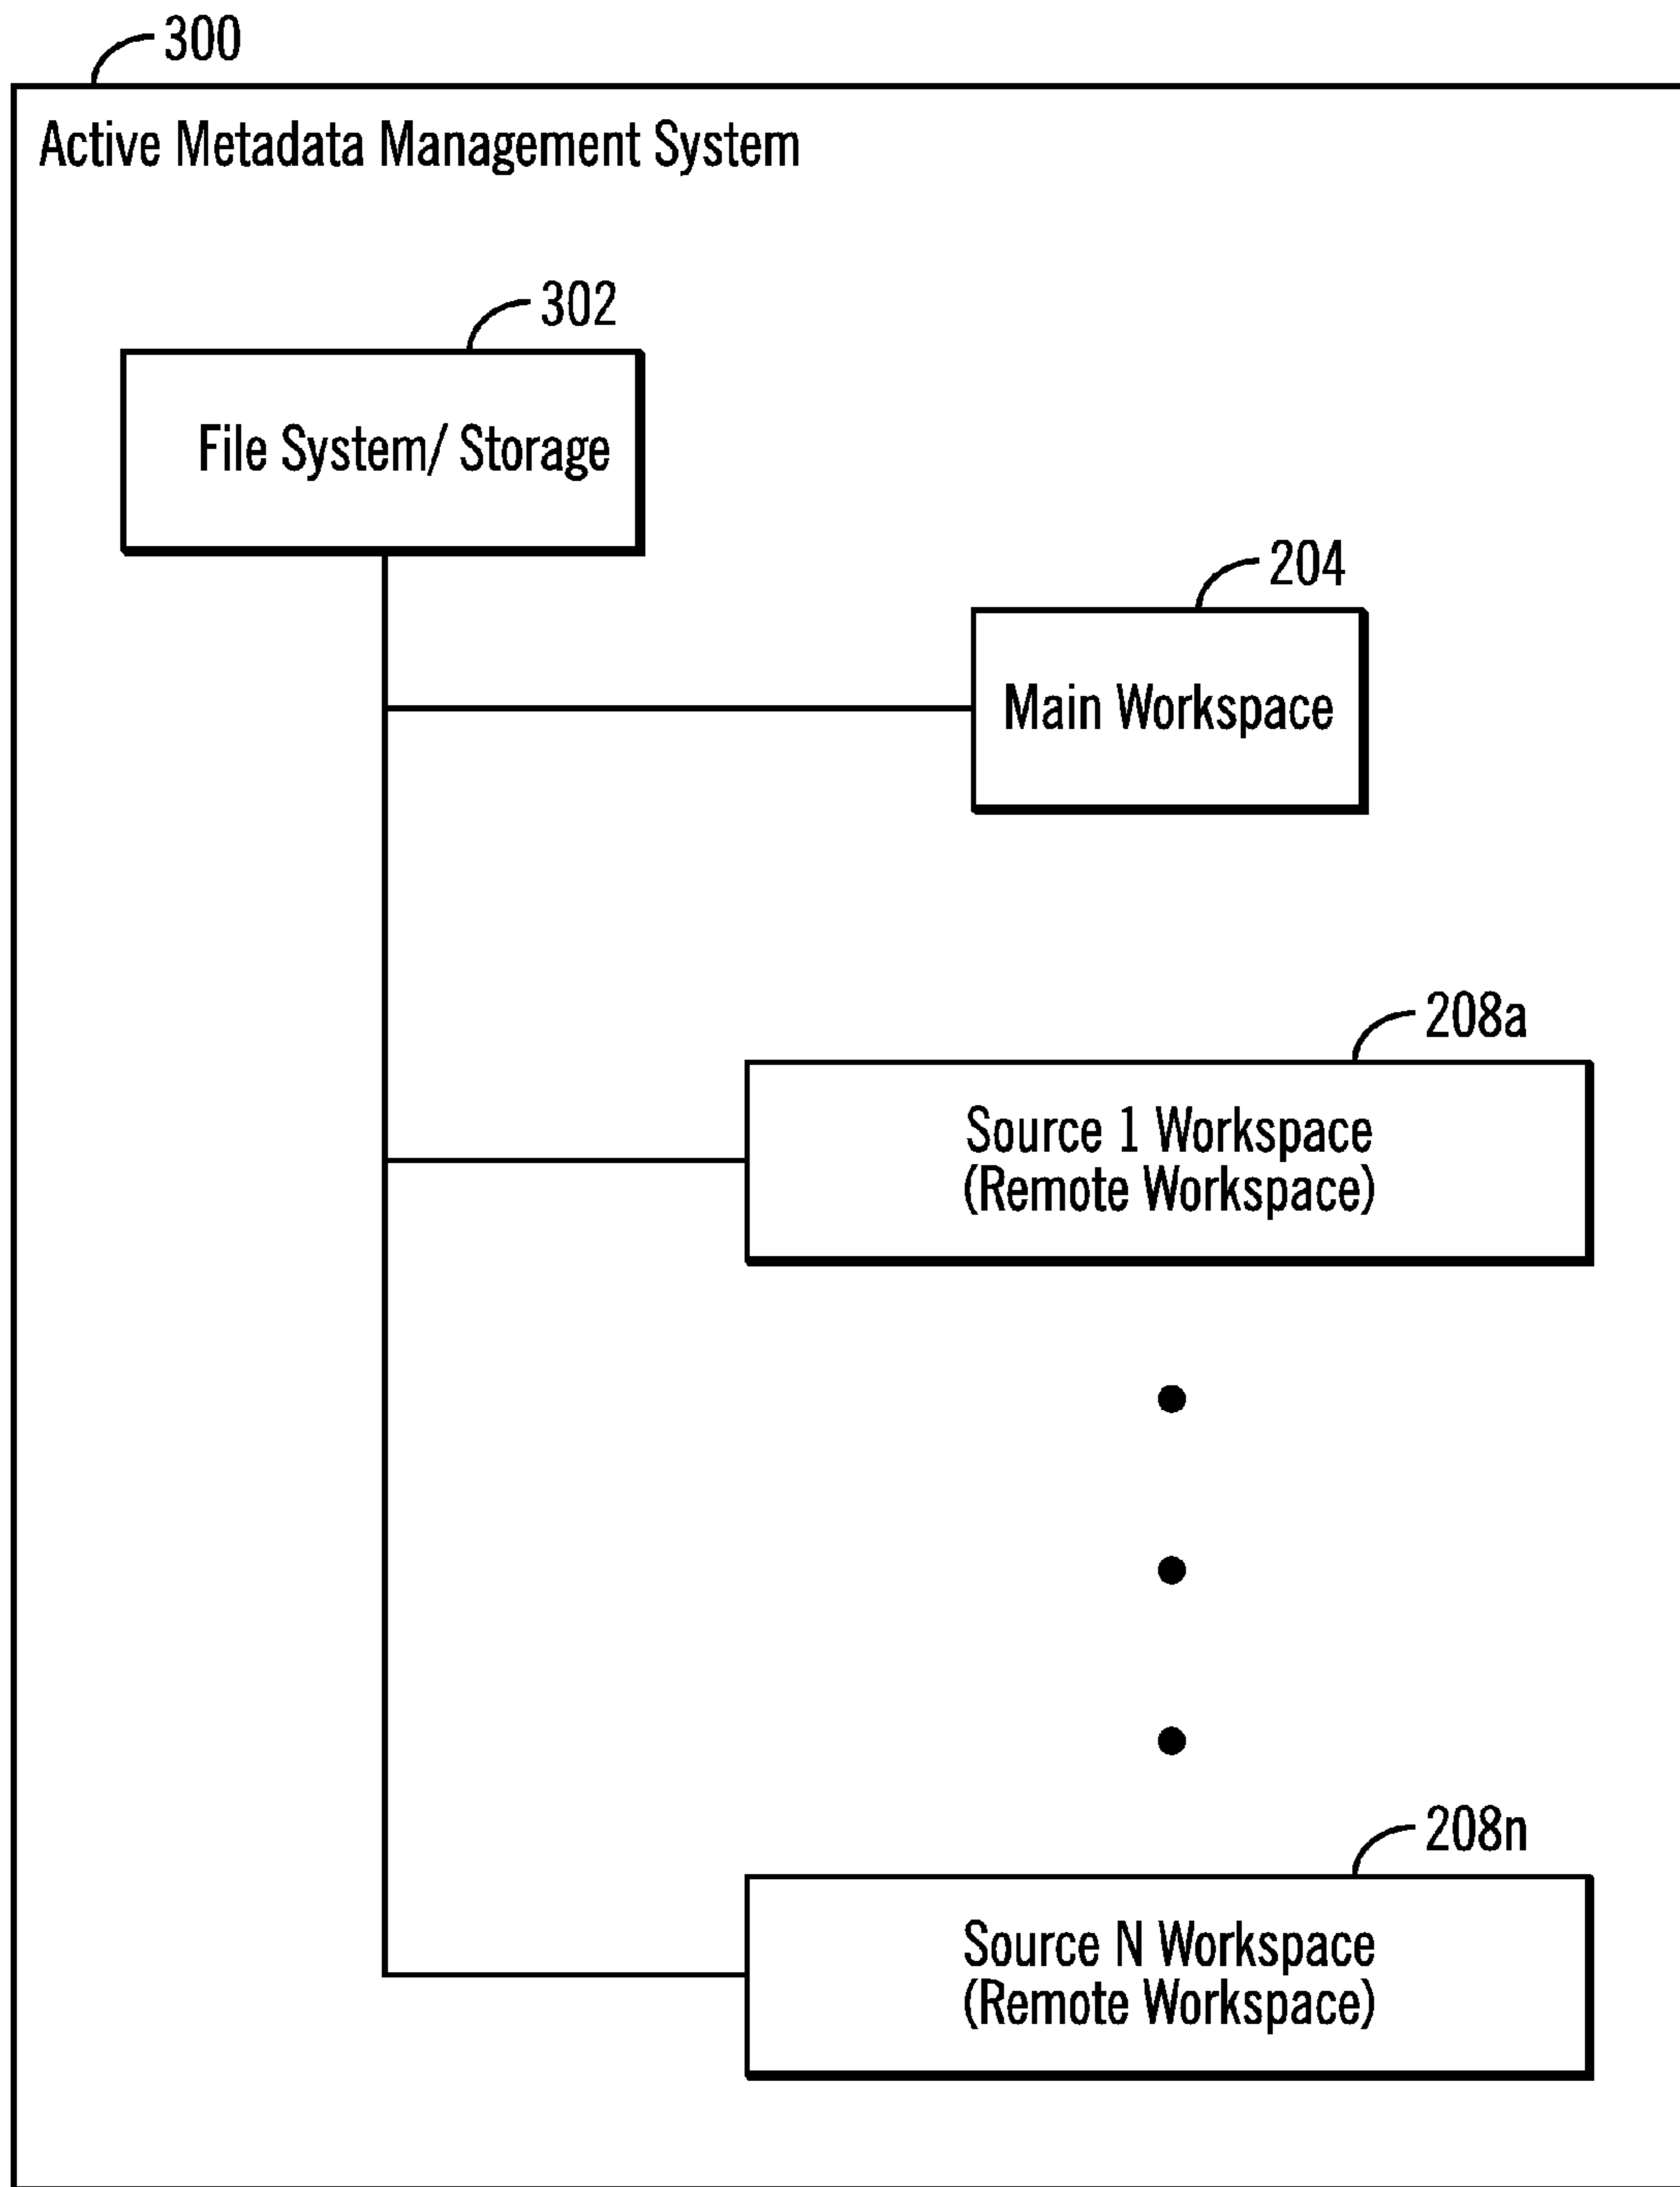 300
Active Metadata Management System
302
File System/ Storage
204
Main Workspace
208a
Source 1 Workspace
(Remote Workspace)
208n
Source N Workspace
(Remote Workspace)